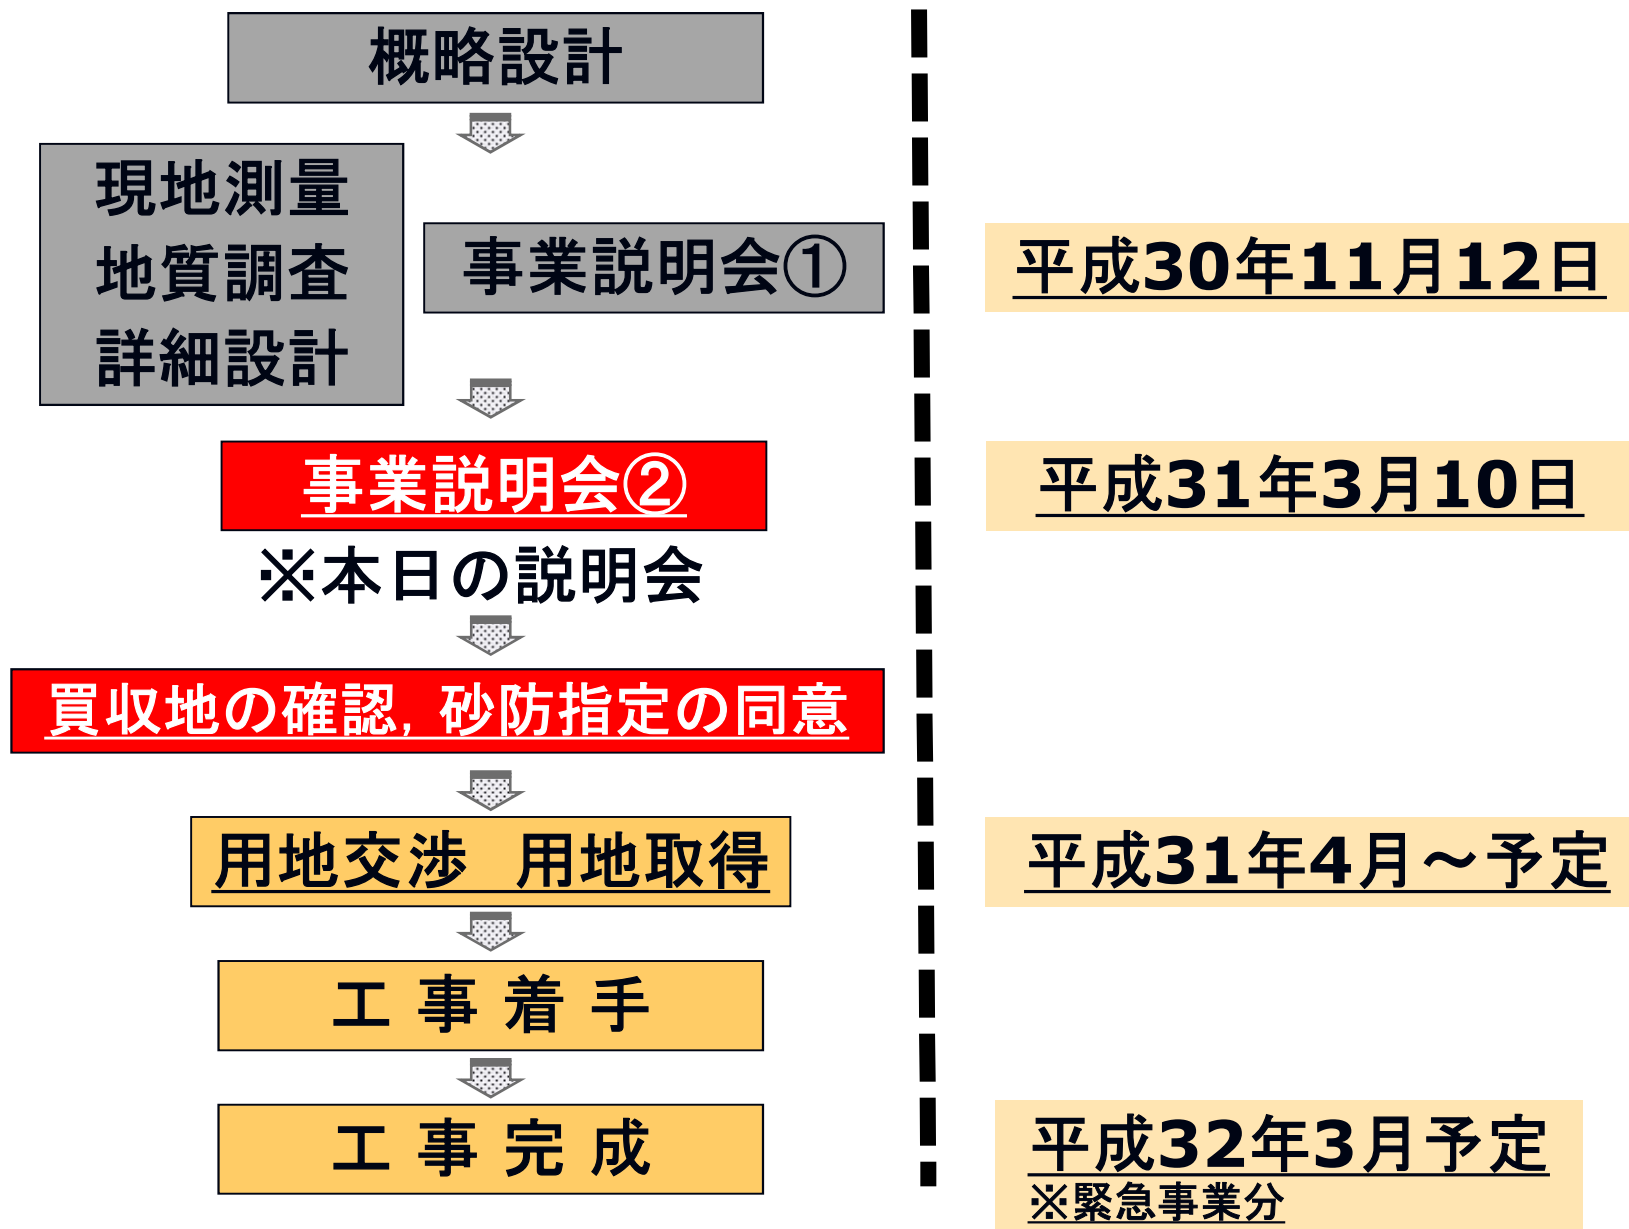 概略設計
現地測量
地質調査
詳細設計
事業説明会①
平成30年11月12日
事業説明会②
平成31年3月10日
※本日の説明会
買収地の確認，砂防指定の同意
用地交渉　用地取得
平成31年4月～予定
工 事 着 手
工 事 完 成
平成32年3月予定
※緊急事業分